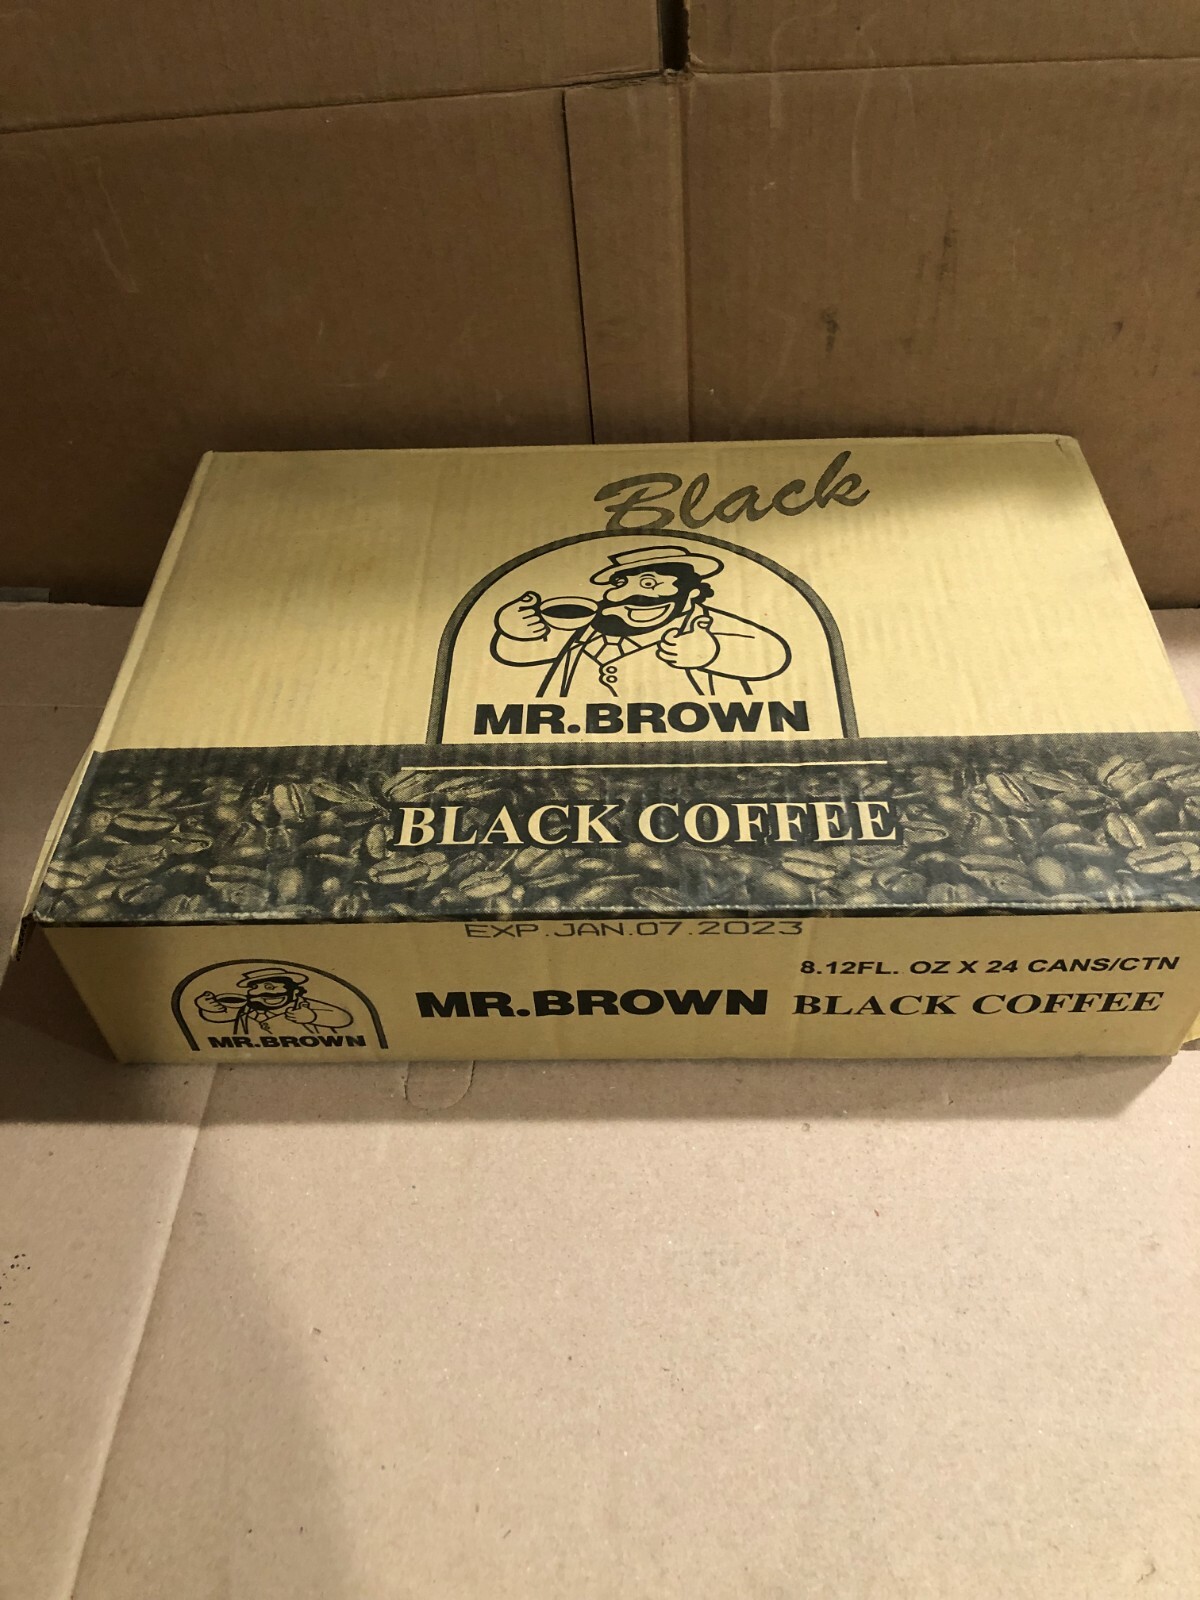 Black
MR.BROWN
BLACK COFFEE
EXP.JAN.07.2023
8.12FL. OZ X 24 CANS/CTN
MR.BROWN
MR.BROWN BLACK COFFEE